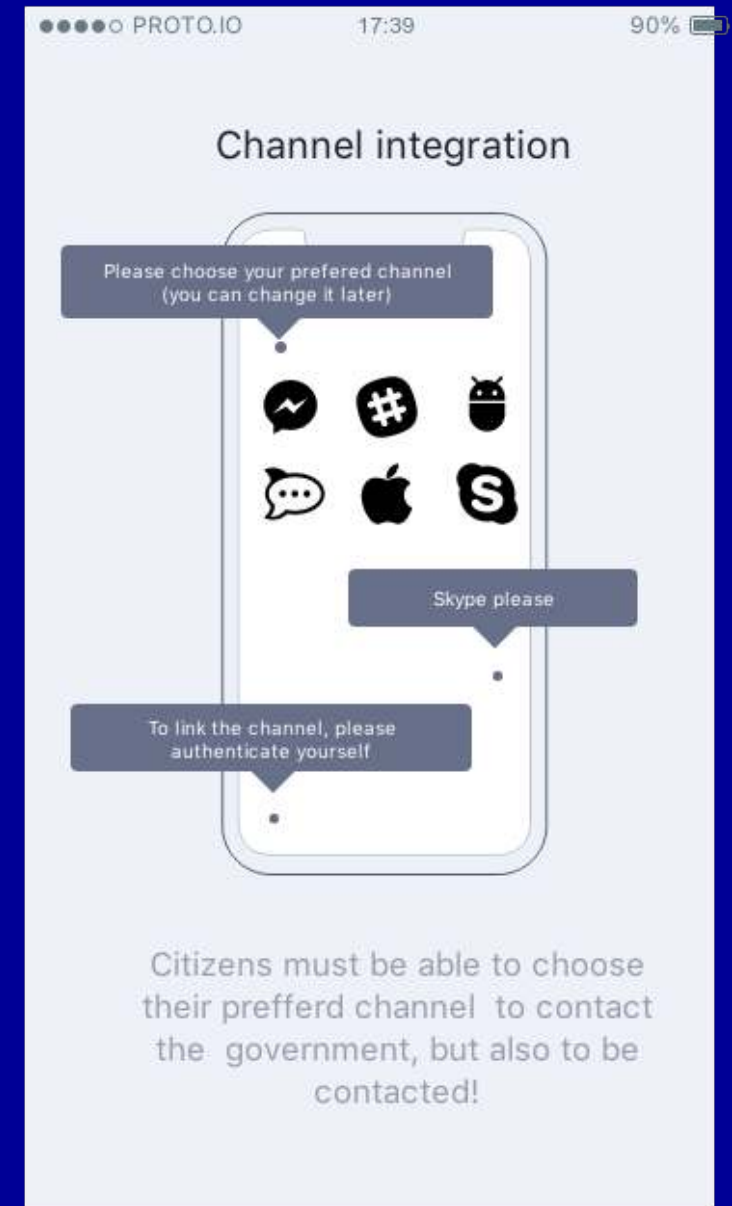 PROTO.IO 17:39 90%
Channel integration
Please choose your prefered channel
(you can change it later)
Skype please
To link the channel, please
authenticate yourself
Citizens must be able to choose
their prefferd channel to contact
the government, but also to be
contacted!